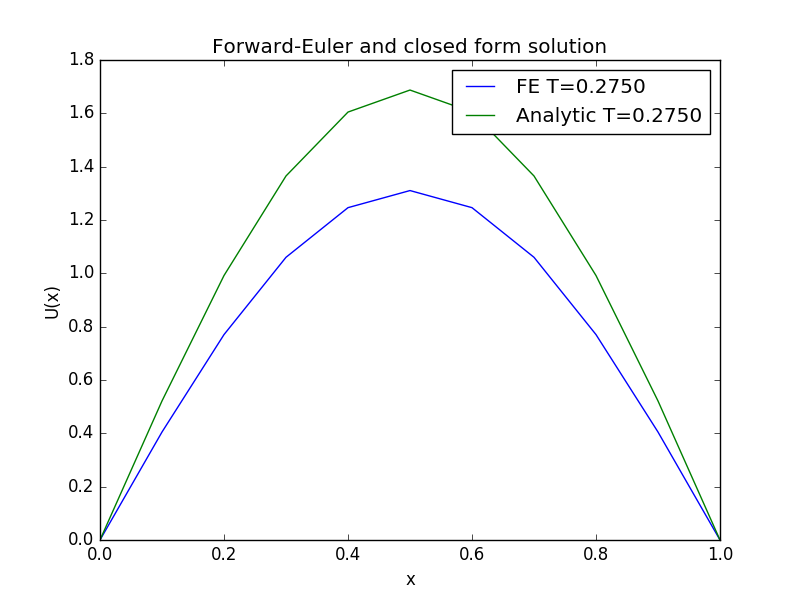 Forward-Euler and closed form solution
1.8
FE T=0.2750
Analytic T=0.2750
1.6
1.4
1.2
1.0
U(x)
0.8
0.6
0.4
0.2
0.0
0.0 0.2 0.4 0.6 0.8 1.0
x